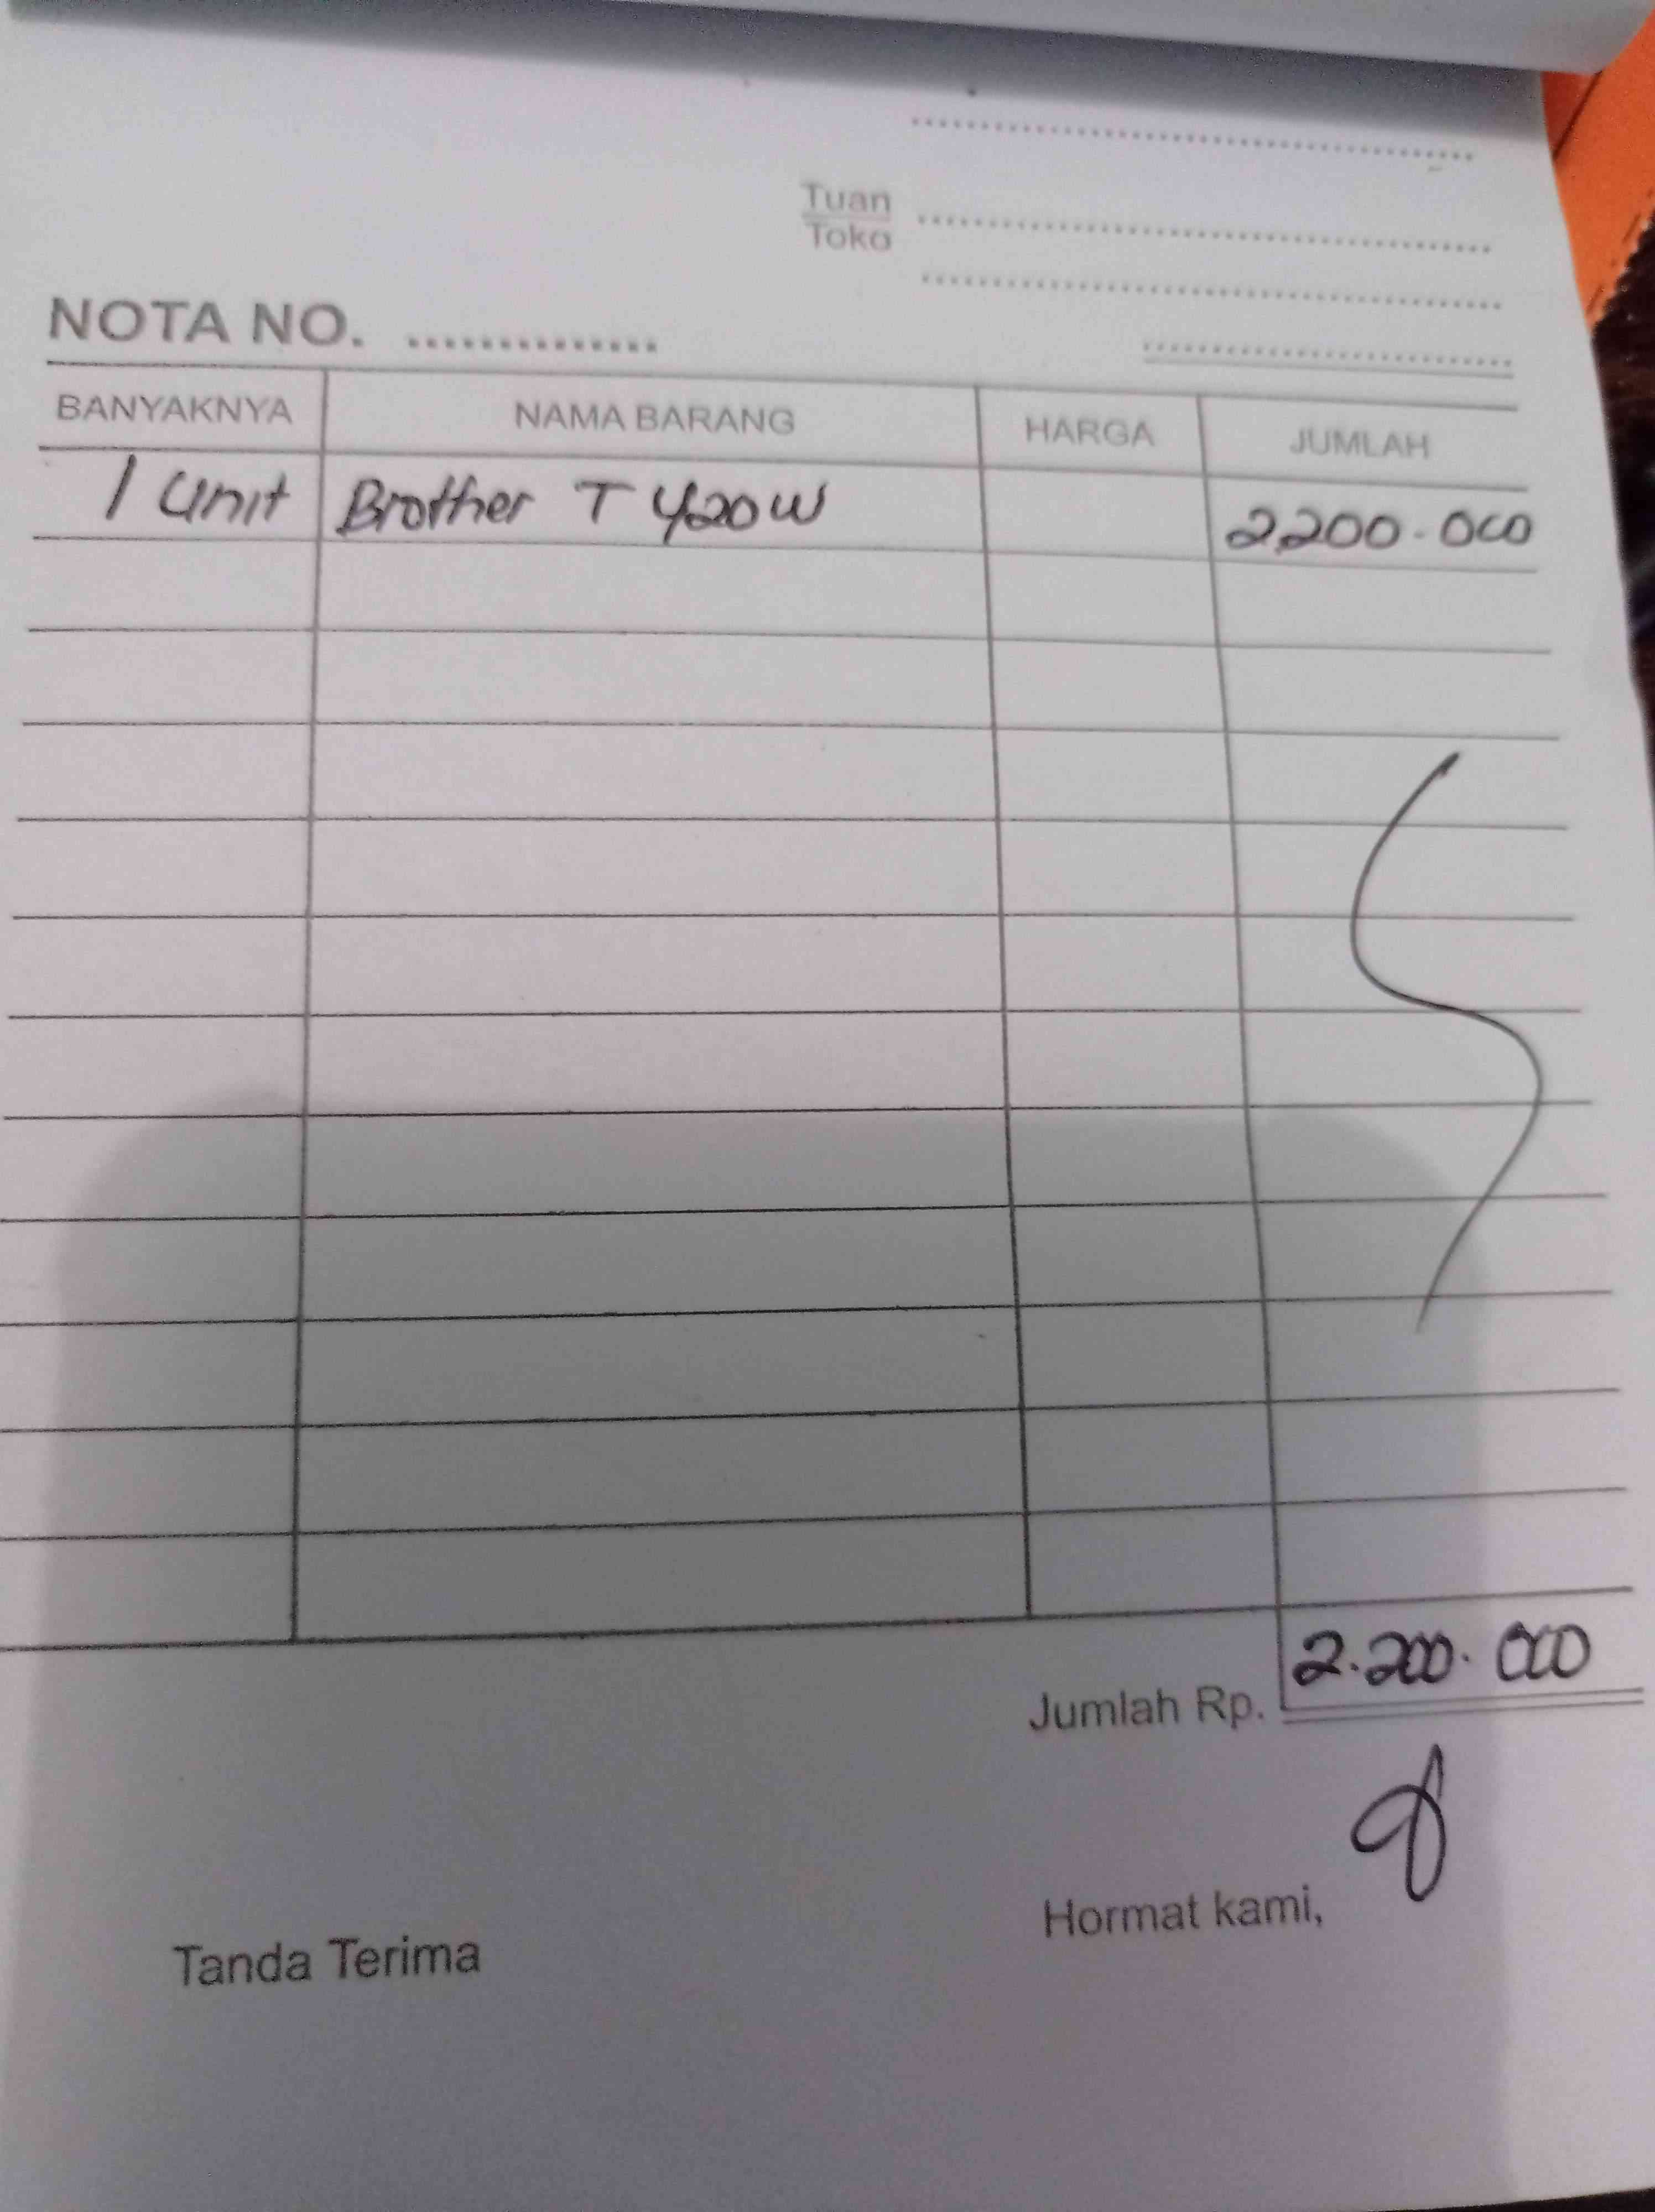 Tuan
Toko
NOTA NO. ..............
BANYAKNYA NAMA BARANG HARGA JUMLAH
1 Unit Brother T 420W 2.200.000
Jumlah Rp. 2.200.000
Hormat kami,
Tanda Terima